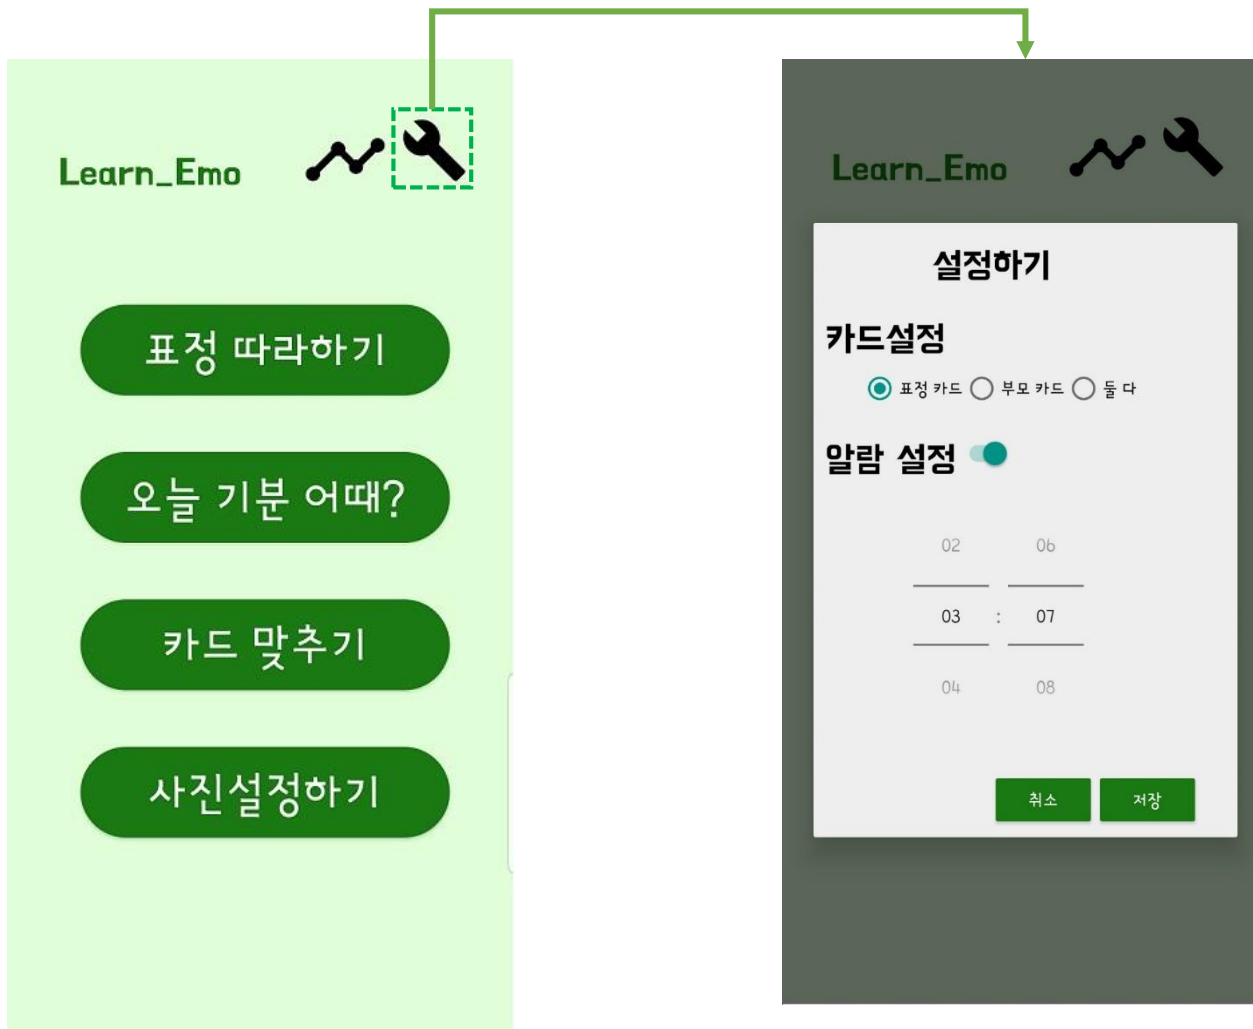 Learn_Emo
표정 따라하기
오늘 기분 어때?
카드 맞추기
사진설정하기
Learn_Emo
설정하기
카드설정
표정 카드 부모 카드 둘 다
알람 설정
02 06
03 : 07
04 08
취소 저장